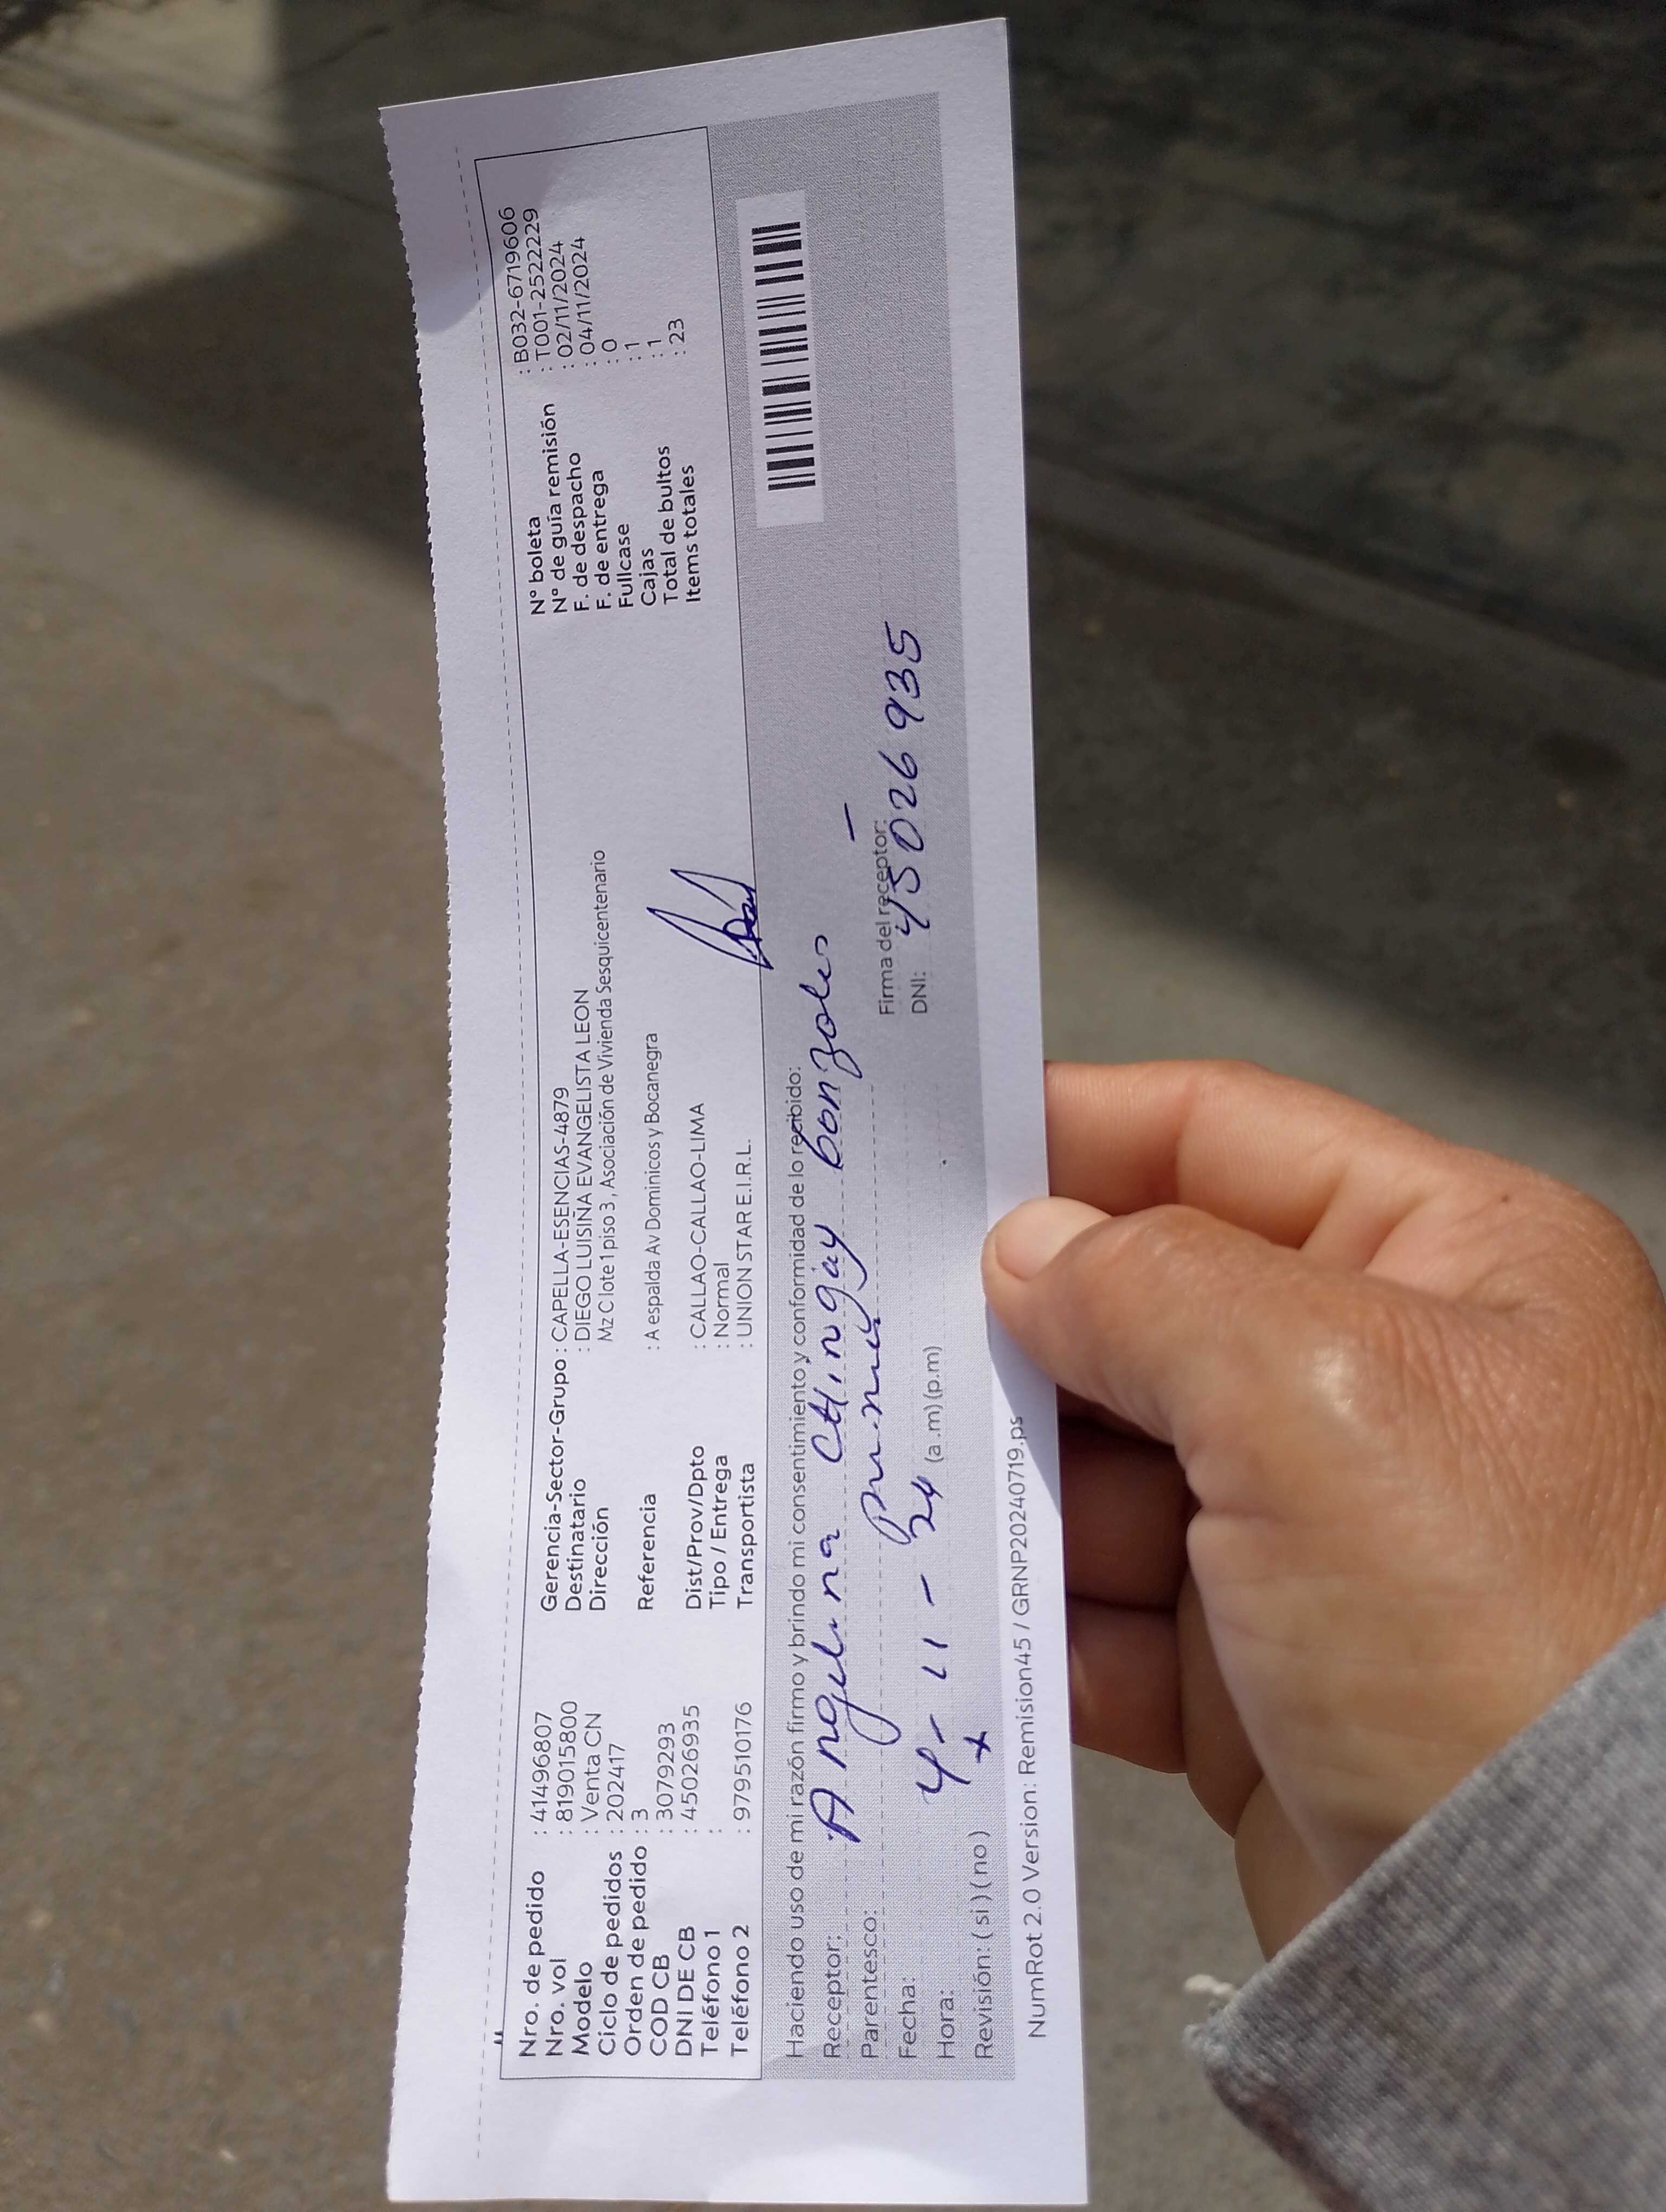 Nro. de pedido : 41496807
Nro. vol : 819015800
Modelo : Venta CN
Ciclo de pedidos : 202417
Orden de pedido : 3
COD CB : 3079293
DNI DE CB : 45026935
Teléfono 1 :
Teléfono 2 : 979510176
Gerencia-Sector-Grupo : CAPELLA-ESENCIAS-4879
Destinatario : DIEGO LUISIÑA EVANGELISTA LEON
Dirección Mz C lote 1 piso 3, Asociación de Vivienda Sesquicentenario
Referencia : A espalda Av Dominicos y Bocanegra
Dist/Prov/Dpto : CALLAO-CALLAO-LIMA
Tipo / Entrega : Normal
Transportista : UNION STAR E.I.R.L.
N° boleta : B032-6719606
N° de guía remisión : T001-2522229
F. de despacho : 02/11/2024
F. de entrega : 04/11/2024
Fullcase : 0
Cajas : 1
Total de bultos : 1
Items totales : 23
Haciendo uso de mi razón firmo y brindo mi consentimiento y conformidad de lo recibido:
Receptor: Angelina Chingay Gonzoles
Parentesco:
Firma del receptor:
Fecha: 4-11-24
DNI: 45026935
Hora: (a.m) (p.m)
Revisión: ( si ) ( no )
NumRot 2.0 Version: Remision45 / GRNP20240719.ps